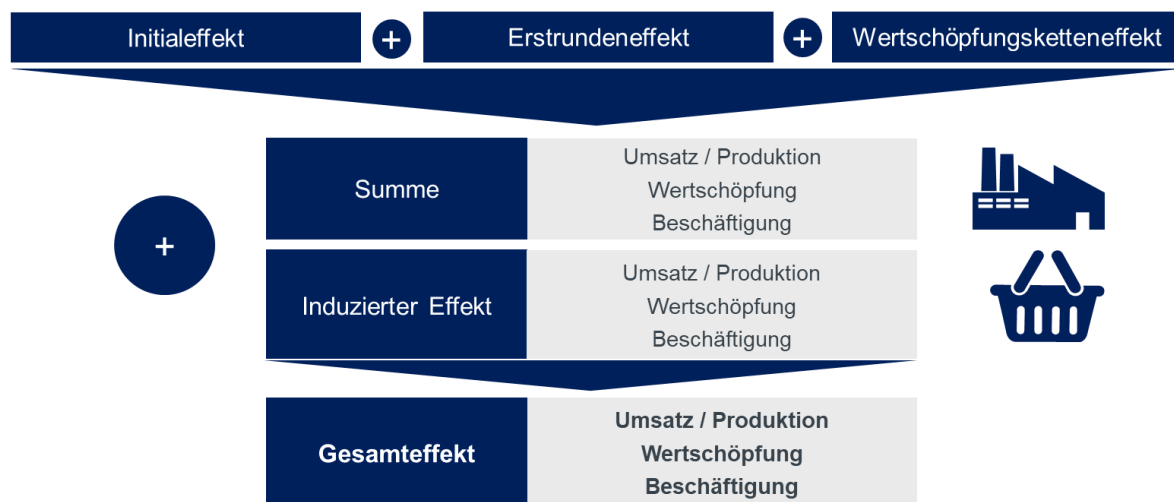 Initialeffekt + Erstrundeneffekt + Wertschöpfungsketteneffekt
Summe
Umsatz / Produktion
Wertschöpfung
Beschäftigung
+
Induzierter Effekt
Umsatz / Produktion
Wertschöpfung
Beschäftigung
Gesamteffekt
Umsatz / Produktion
Wertschöpfung
Beschäftigung